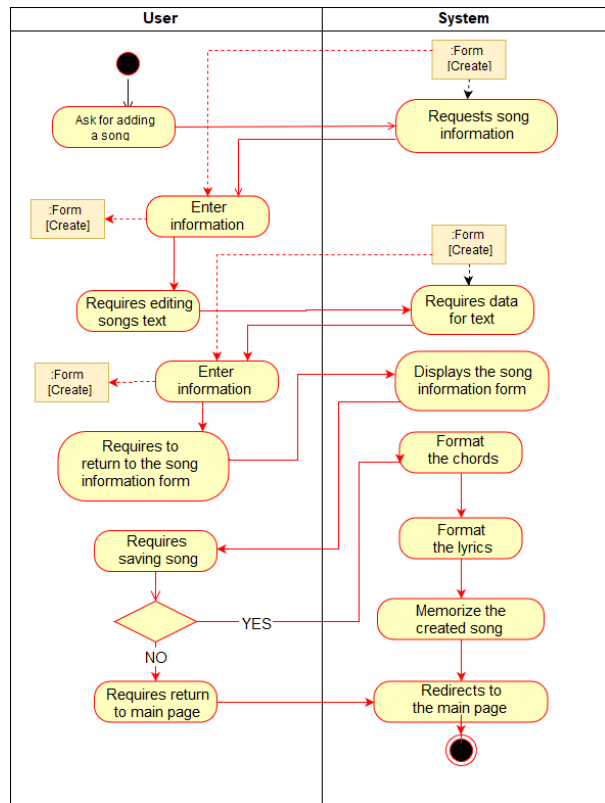 User
System
:Form
[Create]
Ask for adding
a song
Requests song
information
:Form
[Create]
Enter
information
:Form
[Create]
Requires editing
songs text
Requires data
for text
:Form
[Create]
Enter
information
Displays the song
information form
Requires to
return to the song
information form
Format
the chords
Requires
saving song
Format
the lyrics
YES
Memorize the
created song
NO
Requires return
to main page
Redirects to
the main page